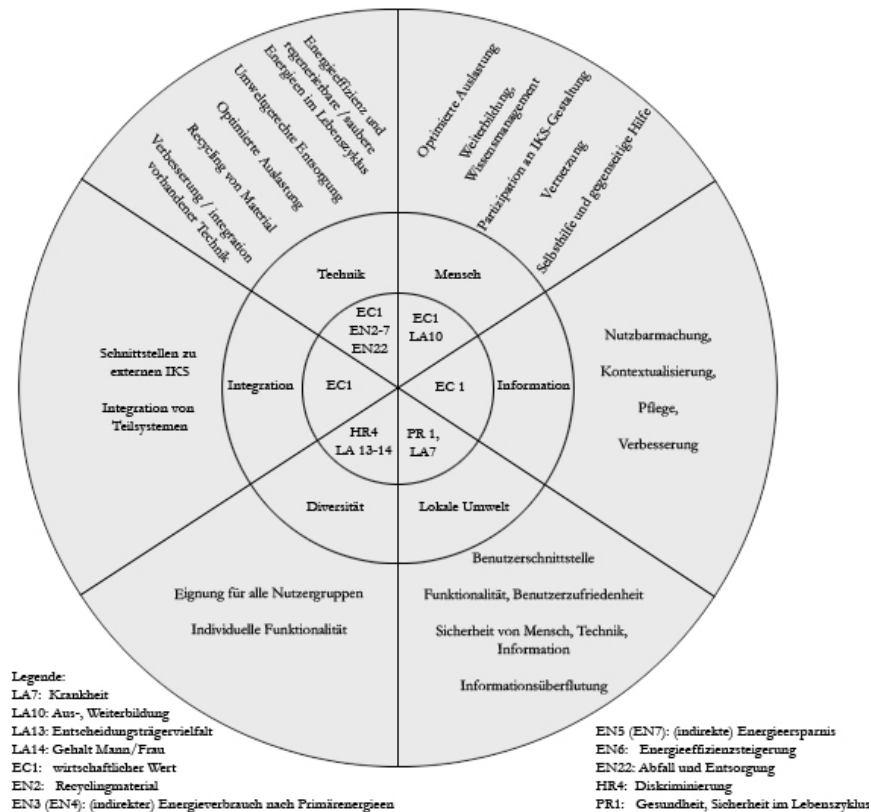 Energieeffizienz und
regenerierbare /saubere
Energieen im Lebenszyklus
Umweltgerechte Entsorgung
Optimierte Auslastung
Recycling von Material
Verbesserung / integration
vorhandener Technik
Optimierte Auslastung
Weiterbildung,
Wissensmanagement
Partizipation an IKS-Gestaltung
Vernetzung
Selbsthilfe und gegenseitige Hilfe
Technik
Mensch
EC1
EN2-7
EN22
EC1
LA10
Schnittstellen zu
externen IKS
Integration von
Teilsystemen
Integration
EC1
EC 1
Information
Nutzbarmachung,
Kontextualisierung,
Pflege,
Verbesserung
HR4
LA 13-14
PR 1,
LA7
Diversität
Lokale Umwelt
Eignung für alle Nutzergruppen
Individuelle Funktionalität
Benutzerschnittstelle
Funktionalität, Benutzerzufriedenheit
Sicherheit von Mensch, Technik,
Information
Informationsüberflutung
Legende:
LA7: Krankheit
LA10: Aus-, Weiterbildung
LA13: Entscheidungsträgervielfalt
LA14: Gehalt Mann/Frau
EC1: wirtschaftlicher Wert
EN2: Recyclingmaterial
EN3 (EN4): (indirekter) Energieverbrauch nach Primärenergieen
EN5 (EN7): (indirekte) Energieersparnis
EN6: Energieeffizienzsteigerung
EN22: Abfall und Entsorgung
HR4: Diskriminierung
PR1: Gesundheit, Sicherheit im Lebenszyklus